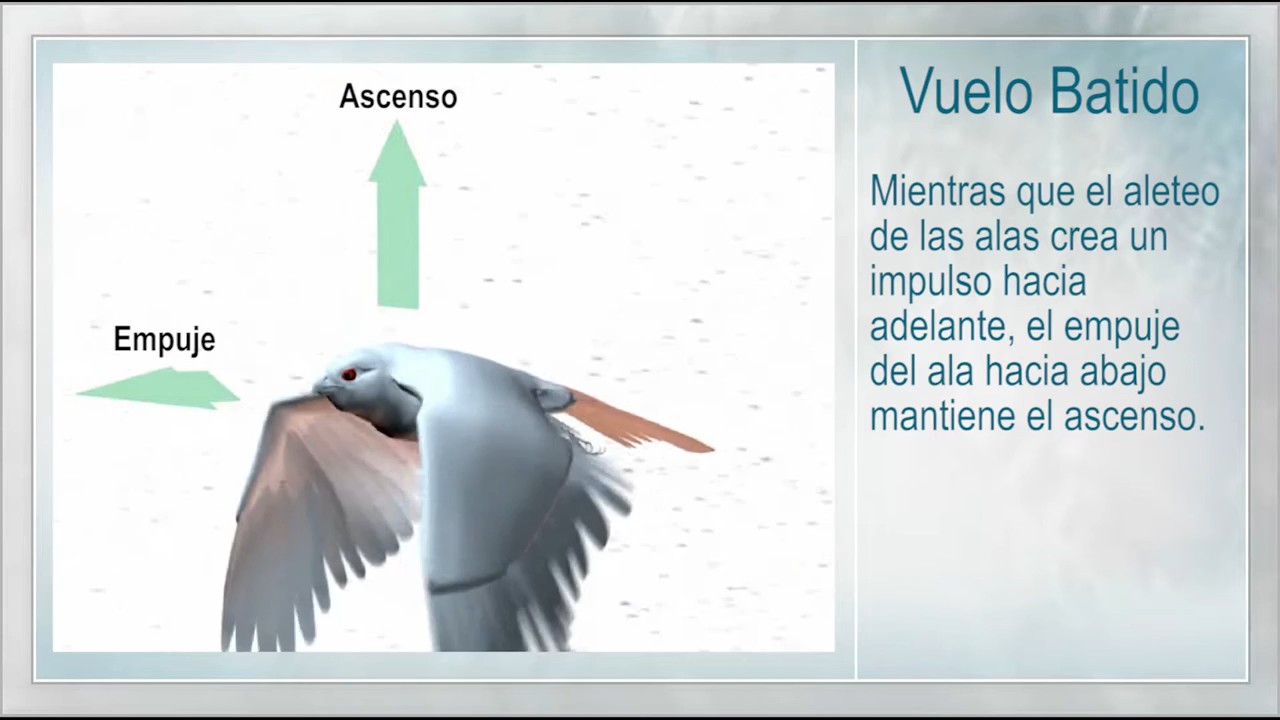 Ascenso
Empuje
Vuelo Batido
Mientras que el aleteo
de las alas crea un
impulso hacia
adelante, el empuje
del ala hacia abajo
mantiene el ascenso.